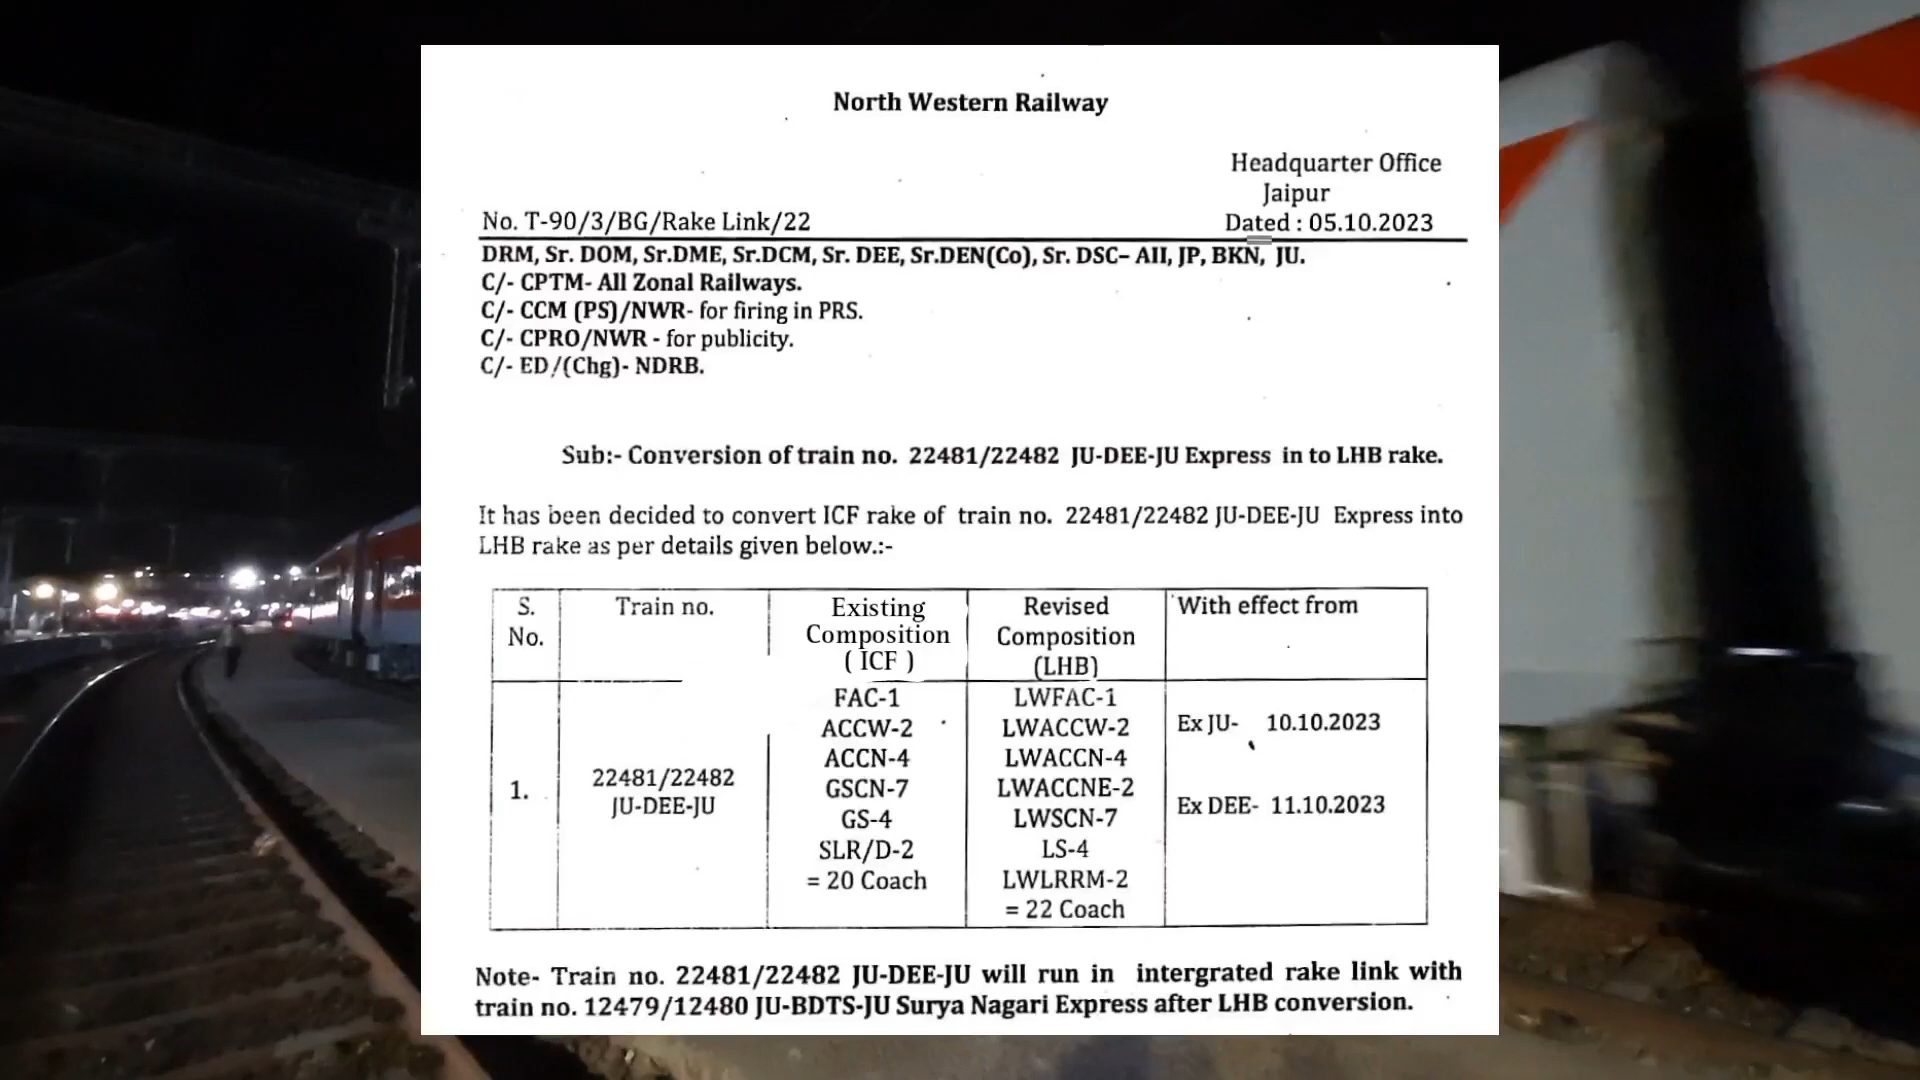 North Western Railway
Headquarter Office
Jaipur
No. T-90/3/BG/Rake Link/22
Dated : 05.10.2023
DRM, Sr. DOM, Sr.DME, Sr.DCM, Sr. DEE, Sr.DEN(Co), Sr. DSC– AII, JP, BKN, JU.
C/- CPTM- All Zonal Railways.
C/- CCM (PS)/NWR- for firing in PRS.
C/- CPRO/NWR - for publicity.
C/- ED/(Chg)- NDRB.
Sub:- Conversion of train no. 22481/22482 JU-DEE-JU Express in to LHB rake.
It has been decided to convert ICF rake of train no. 22481/22482 JU-DEE-JU Express into
LHB rake as per details given below.:-
S. No.
Train no.
Existing Composition ( ICF )
Revised Composition (LHB)
With effect from
1.
22481/22482
JU-DEE-JU
FAC-1
ACCW-2
ACCN-4
GSCN-7
GS-4
SLR/D-2
= 20 Coach
LWFAC-1
LWACCW-2
LWACCN-4
LWACCNE-2
LWSCN-7
LS-4
LWLRRM-2
= 22 Coach
Ex JU- 10.10.2023
Ex DEE- 11.10.2023
Note- Train no. 22481/22482 JU-DEE-JU will run in intergrated rake link with
train no. 12479/12480 JU-BDTS-JU Surya Nagari Express after LHB conversion.